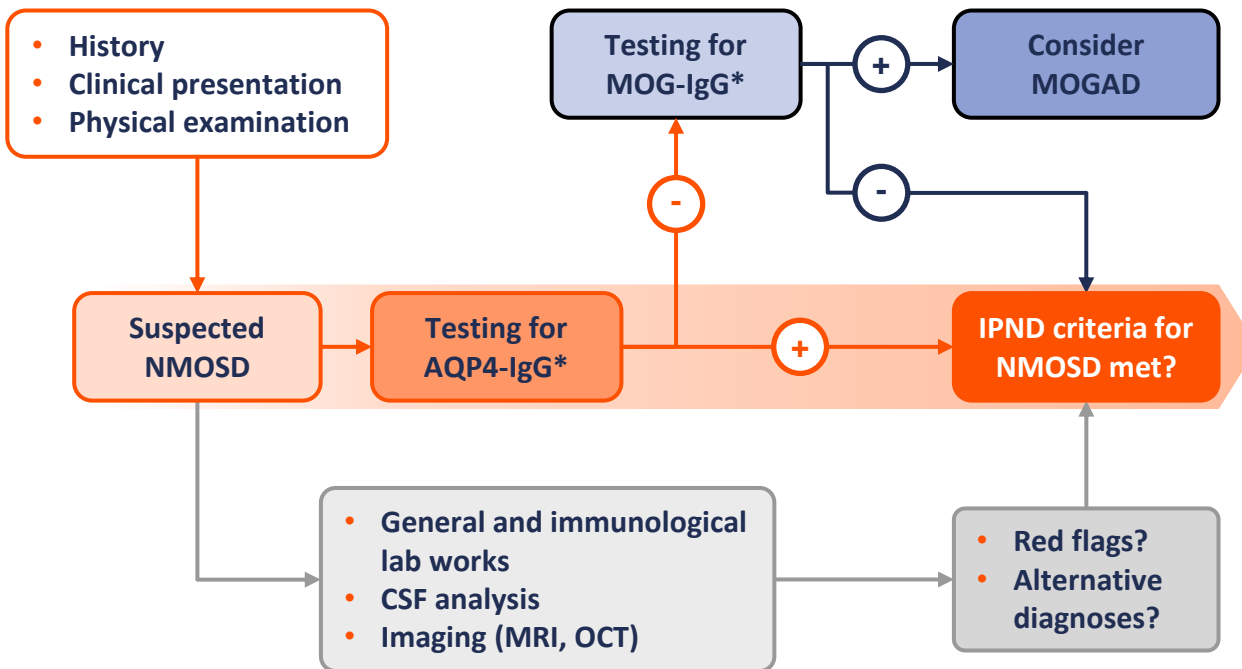 • History
• Clinical presentation
• Physical examination
Testing for
MOG-IgG*
+
Consider
MOGAD
-
-
Suspected
NMOSD
Testing for
AQP4-IgG*
+
IPND criteria for
NMOSD met?
• General and immunological
lab works
• CSF analysis
• Imaging (MRI, OCT)
• Red flags?
• Alternative
diagnoses?